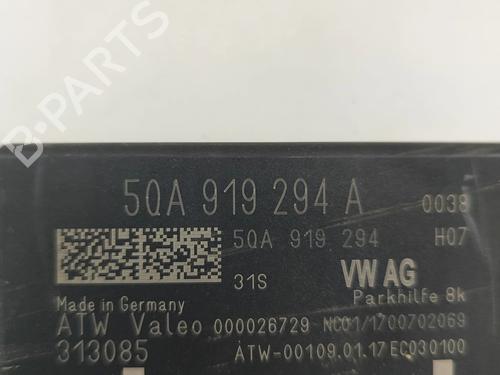 5QA 919 294 A 0038
5QA 919 294 H07
31S VW AG
Parkhilfe 8k
Made in Germany
ATW Valeo 000026729 NC01/1700702069
313085 ATW-00109.01.17 EC030100
B-PARTS